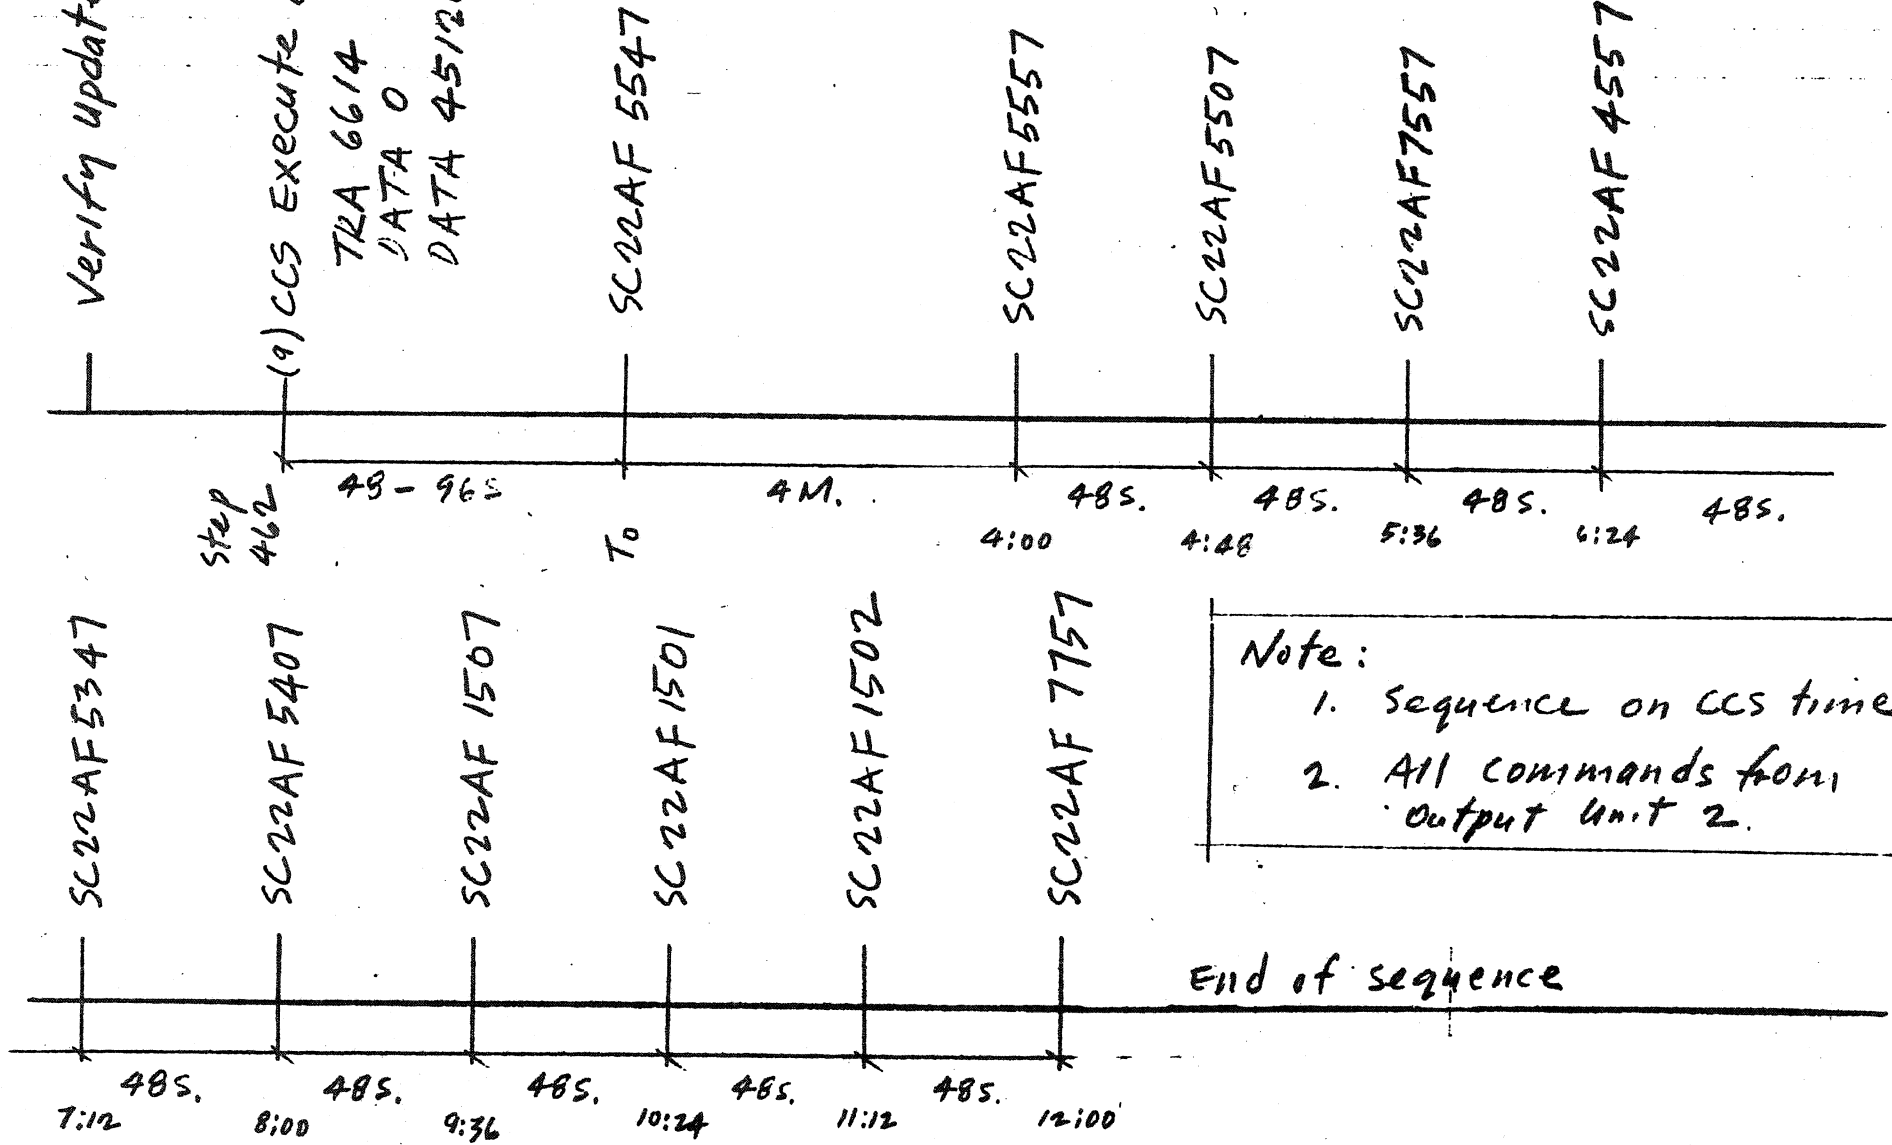 Verify
(9) CCS Execute
TRA 6614
DATA 0
DATA
SC22AF 5547
SC22AF5557
SC22AF5507
SC22AF7557
SC22AF 4557
Step
462
48 - 96s
To
4M.
48S.
48S.
48S.
48S.
4:00
4:48
5:36
6:24
SC22AF5347
SC22AF 5407
SC22AF 1507
SC22AF1501
SC22AF1502
SC22AF 7757
Note:
1. Sequence on CCS time
2. All commands from
Output Unit 2.
End of sequence
48S.
48S.
48S.
48S.
48S.
7:12
8:00
9:36
10:24
11:12
12:00